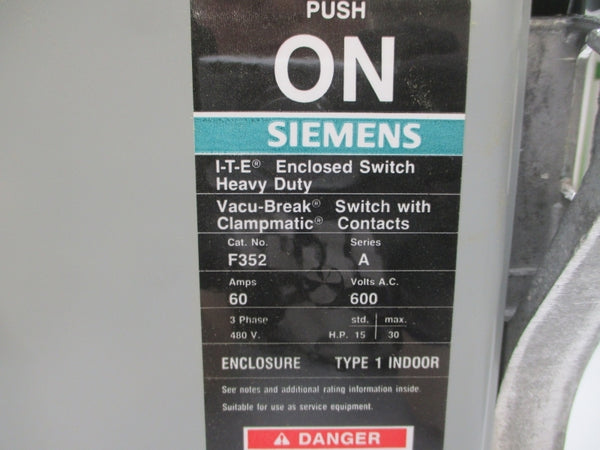 PUSH
ON
SIEMENS
I-T-E® Enclosed Switch
Heavy Duty
Vacu-Break® Switch with
Clampmatic® Contacts
Cat. No. Series
F352 A
Amps Volts A.C.
60 600
3 Phase std. max.
480 V. H.P. 15 30
ENCLOSURE TYPE 1 INDOOR
See notes and additional rating information inside.
Suitable for use as service equipment.
DANGER